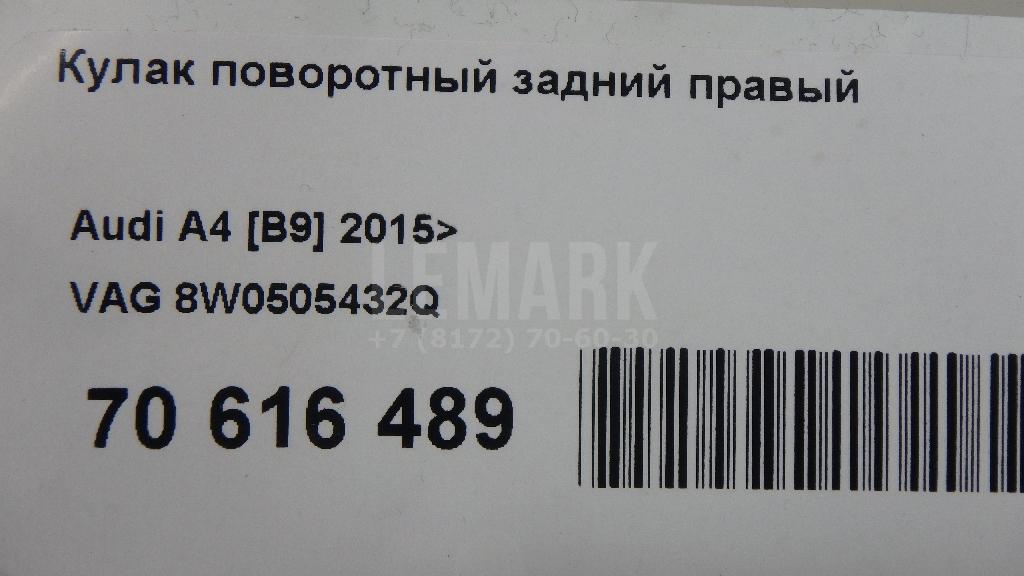 Кулак поворотный задний правый
Audi A4 [B9] 2015>
LEMARK
VAG 8W0505432Q
+7 (8172) 70-60-30
70 616 489